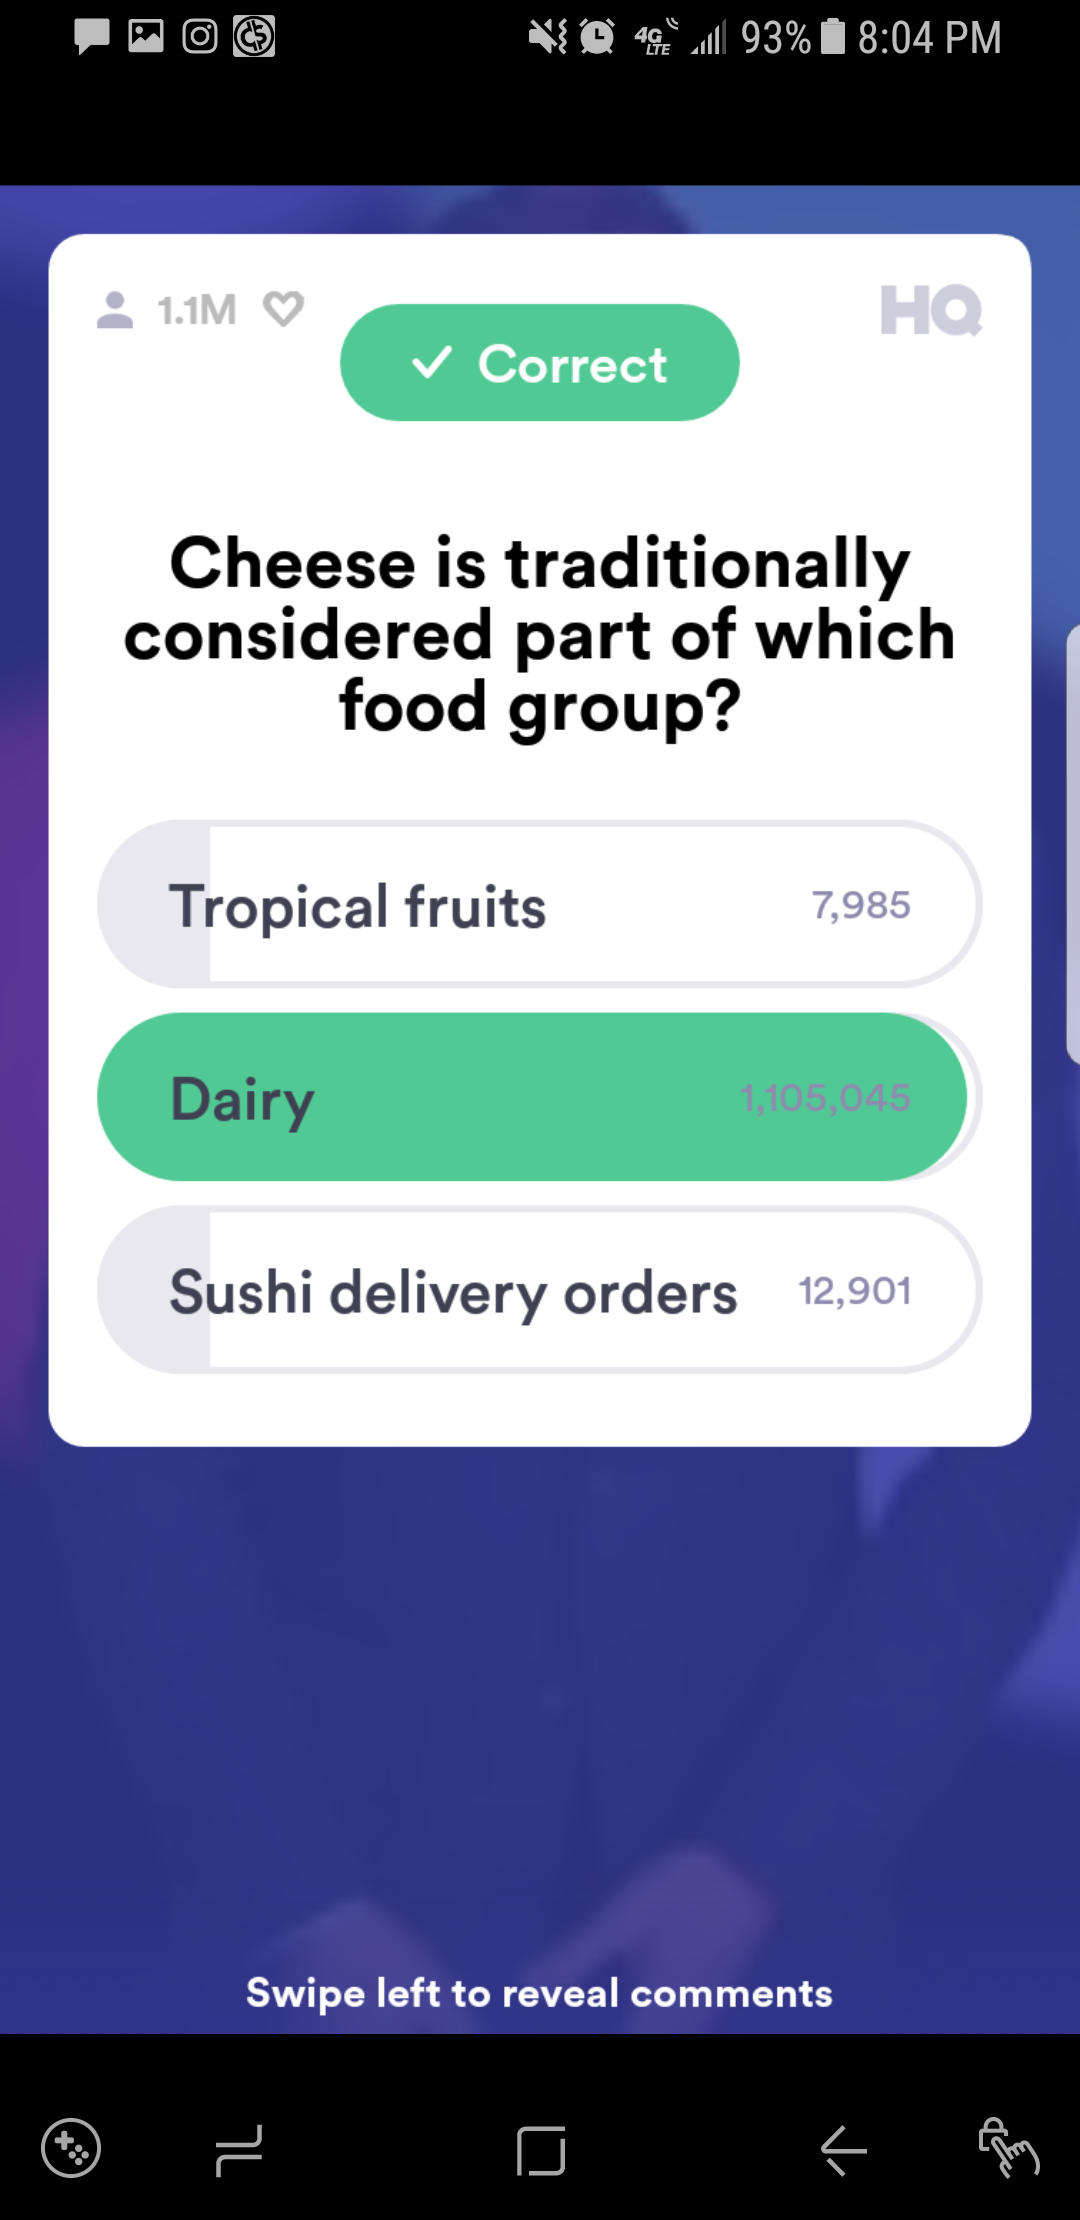 4G LTE 93% 8:04 PM
1.1M
HQ
Correct
Cheese is traditionally
considered part of which
food group?
Tropical fruits 7,985
Dairy 1,105,045
Sushi delivery orders 12,901
Swipe left to reveal comments